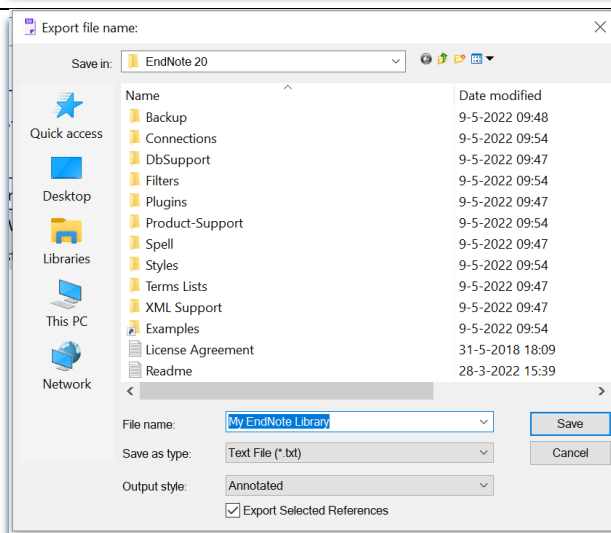 Export file name:
Save in: EndNote 20
Name Date modified
Backup 9-5-2022 09:48
Connections 9-5-2022 09:54
DbSupport 9-5-2022 09:47
Filters 9-5-2022 09:54
Plugins 9-5-2022 09:47
Product-Support 9-5-2022 09:54
Spell 9-5-2022 09:47
Styles 9-5-2022 09:54
Terms Lists 9-5-2022 09:47
XML Support 9-5-2022 09:47
Examples 9-5-2022 09:54
License Agreement 31-5-2018 18:09
Readme 28-3-2022 15:39
Quick access
Desktop
Libraries
This PC
Network
File name: My EndNote Library Save
Save as type: Text File (*.txt) Cancel
Output style: Annotated
Export Selected References